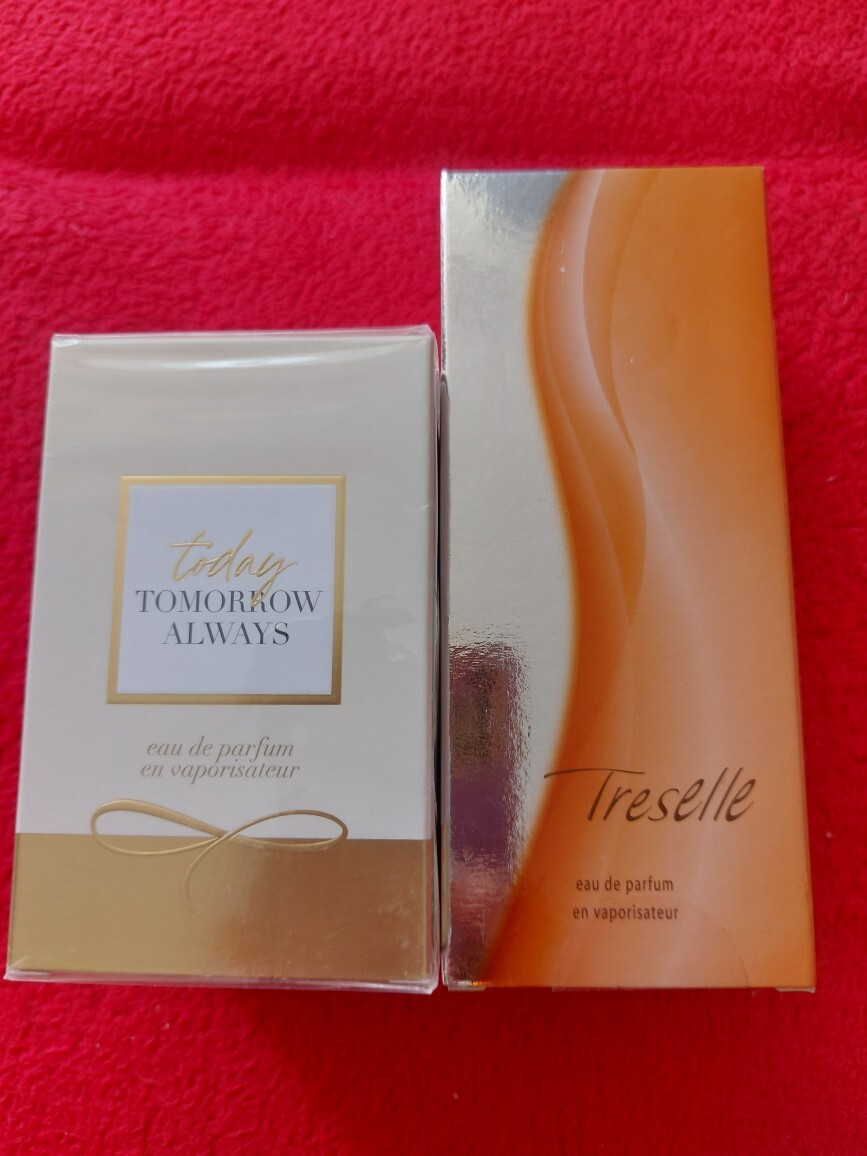 today
TOMORROW
ALWAYS
eau de parfum
en vaporisateur
Treselle
eau de parfum
en vaporisateur